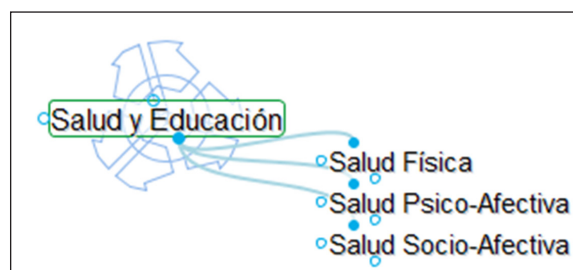 Salud y Educación
Salud Física
Salud Psico-Afectiva
Salud Socio-Afectiva